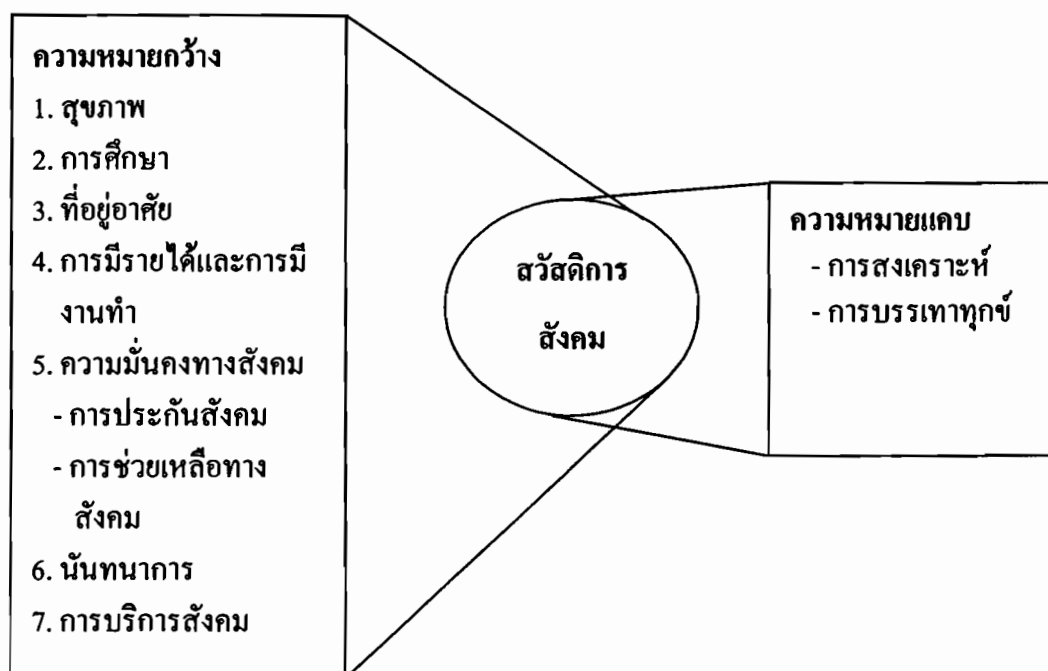 ความหมายกว้าง
1. สุขภาพ
2. การศึกษา
3. ที่อยู่อาศัย
4. การมีรายได้และการมี
งานทำ
5. ความมั่นคงทางสังคม
- การประกันสังคม
- การช่วยเหลือทาง
สังคม
6. นันทนาการ
7. การบริการสังคม
สวัสดิการ
สังคม
ความหมายแคบ
- การสงเคราะห์
- การบรรเทาทุกข์